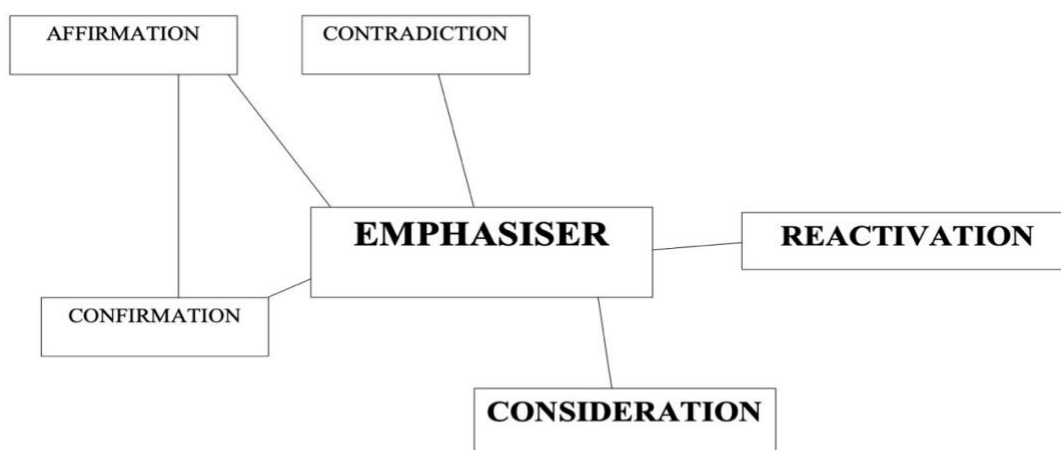 AFFIRMATION
CONTRADICTION
EMPHASISER
REACTIVATION
CONFIRMATION
CONSIDERATION